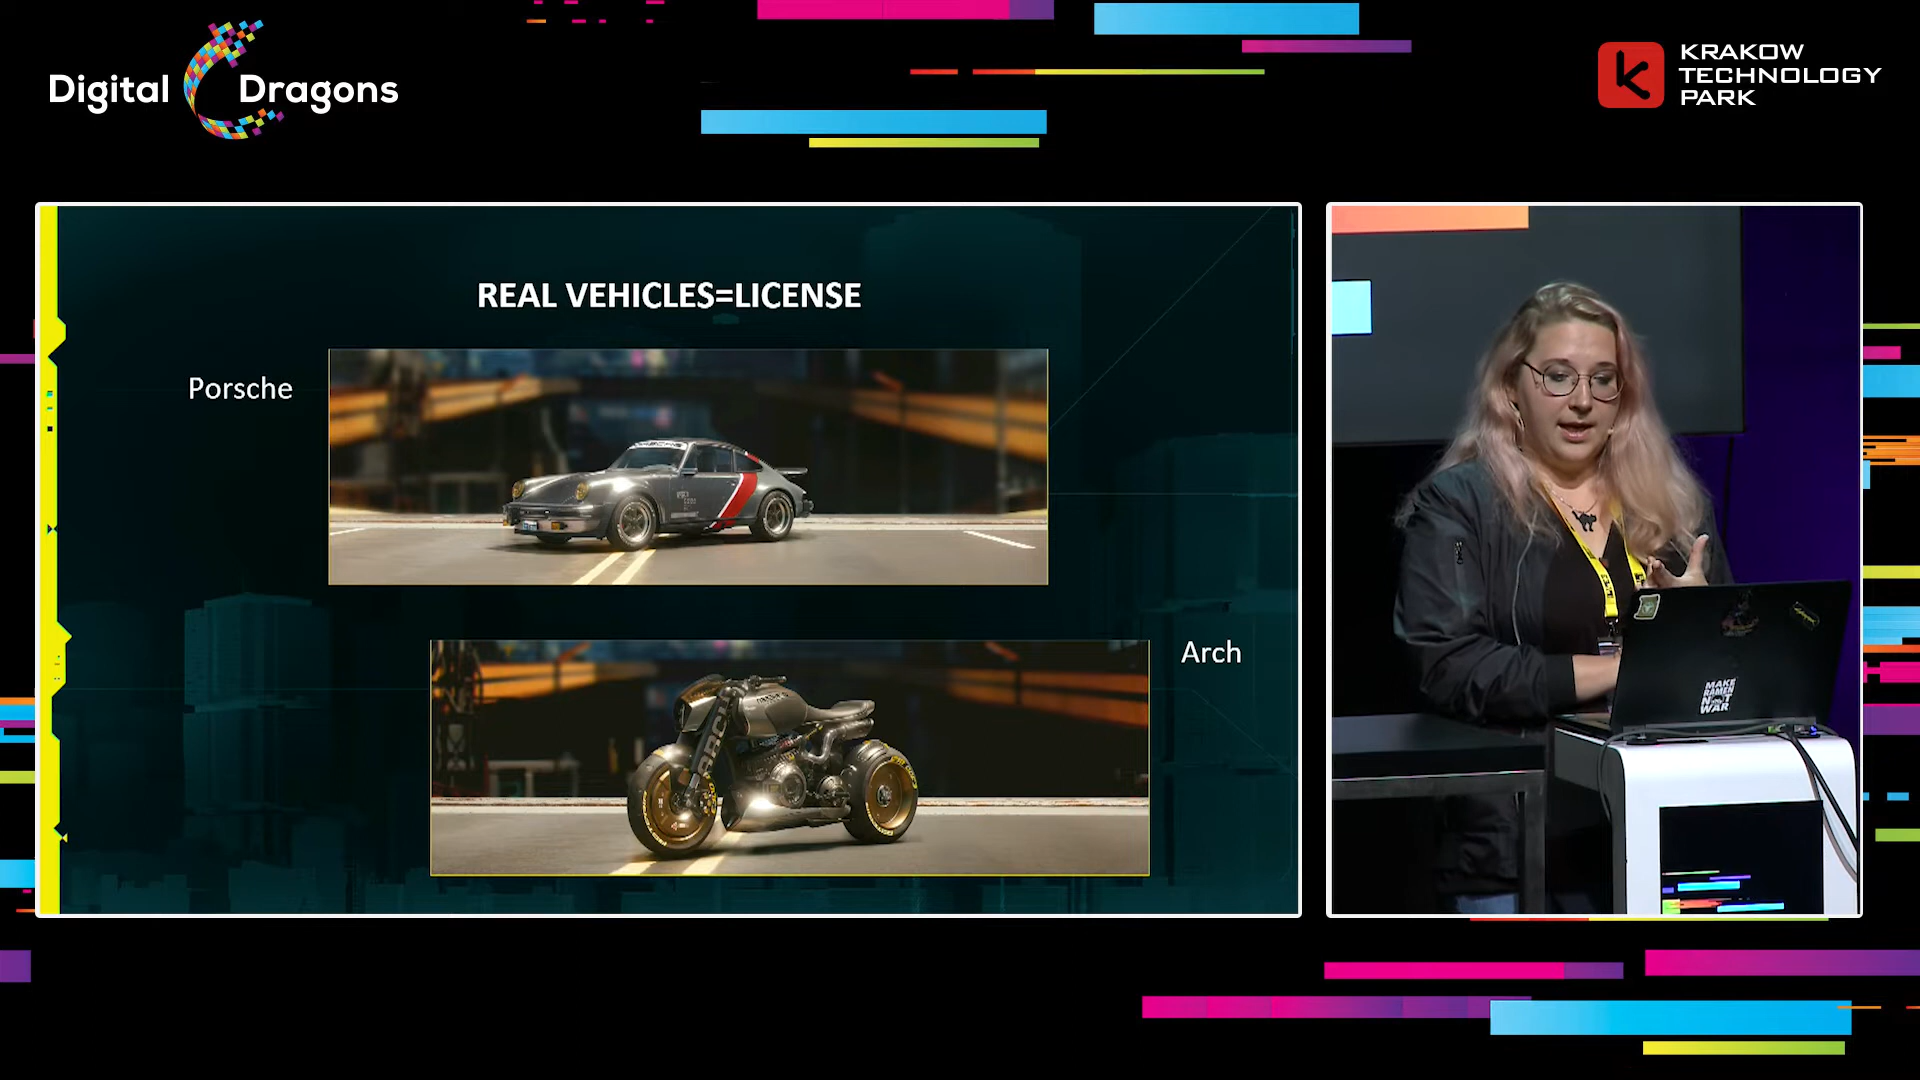 Digital Dragons
KRAKOW
TECHNOLOGY
PARK
REAL VEHICLES=LICENSE
Porsche
Arch
ARCH
MAKE
RAMEN
NOT
WAR